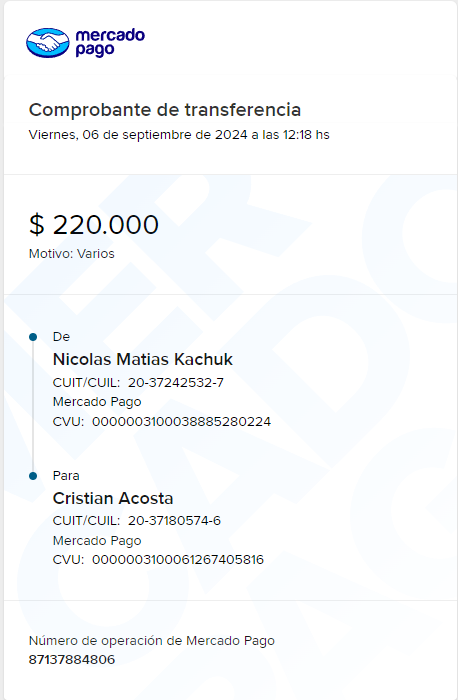 mercado
pago
Comprobante de transferencia
Viernes, 06 de septiembre de 2024 a las 12:18 hs
$ 220.000
Motivo: Varios
De
Nicolas Matias Kachuk
CUIT/CUIL: 20-37242532-7
Mercado Pago
CVU: 0000003100038885280224
Para
Cristian Acosta
CUIT/CUIL: 20-37180574-6
Mercado Pago
CVU: 0000003100061267405816
Número de operación de Mercado Pago
87137884806